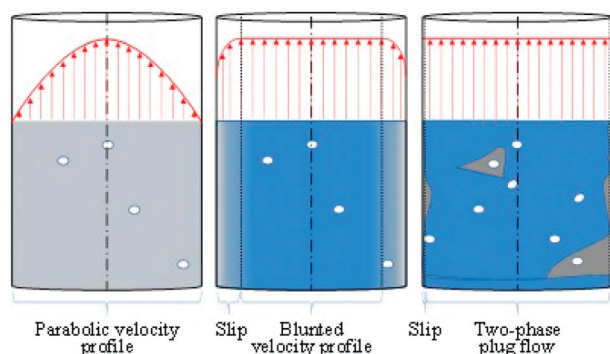 Parabolic velocity
profile
Slip
Blunted
velocity profile
Slip
Two-phase
plug flow